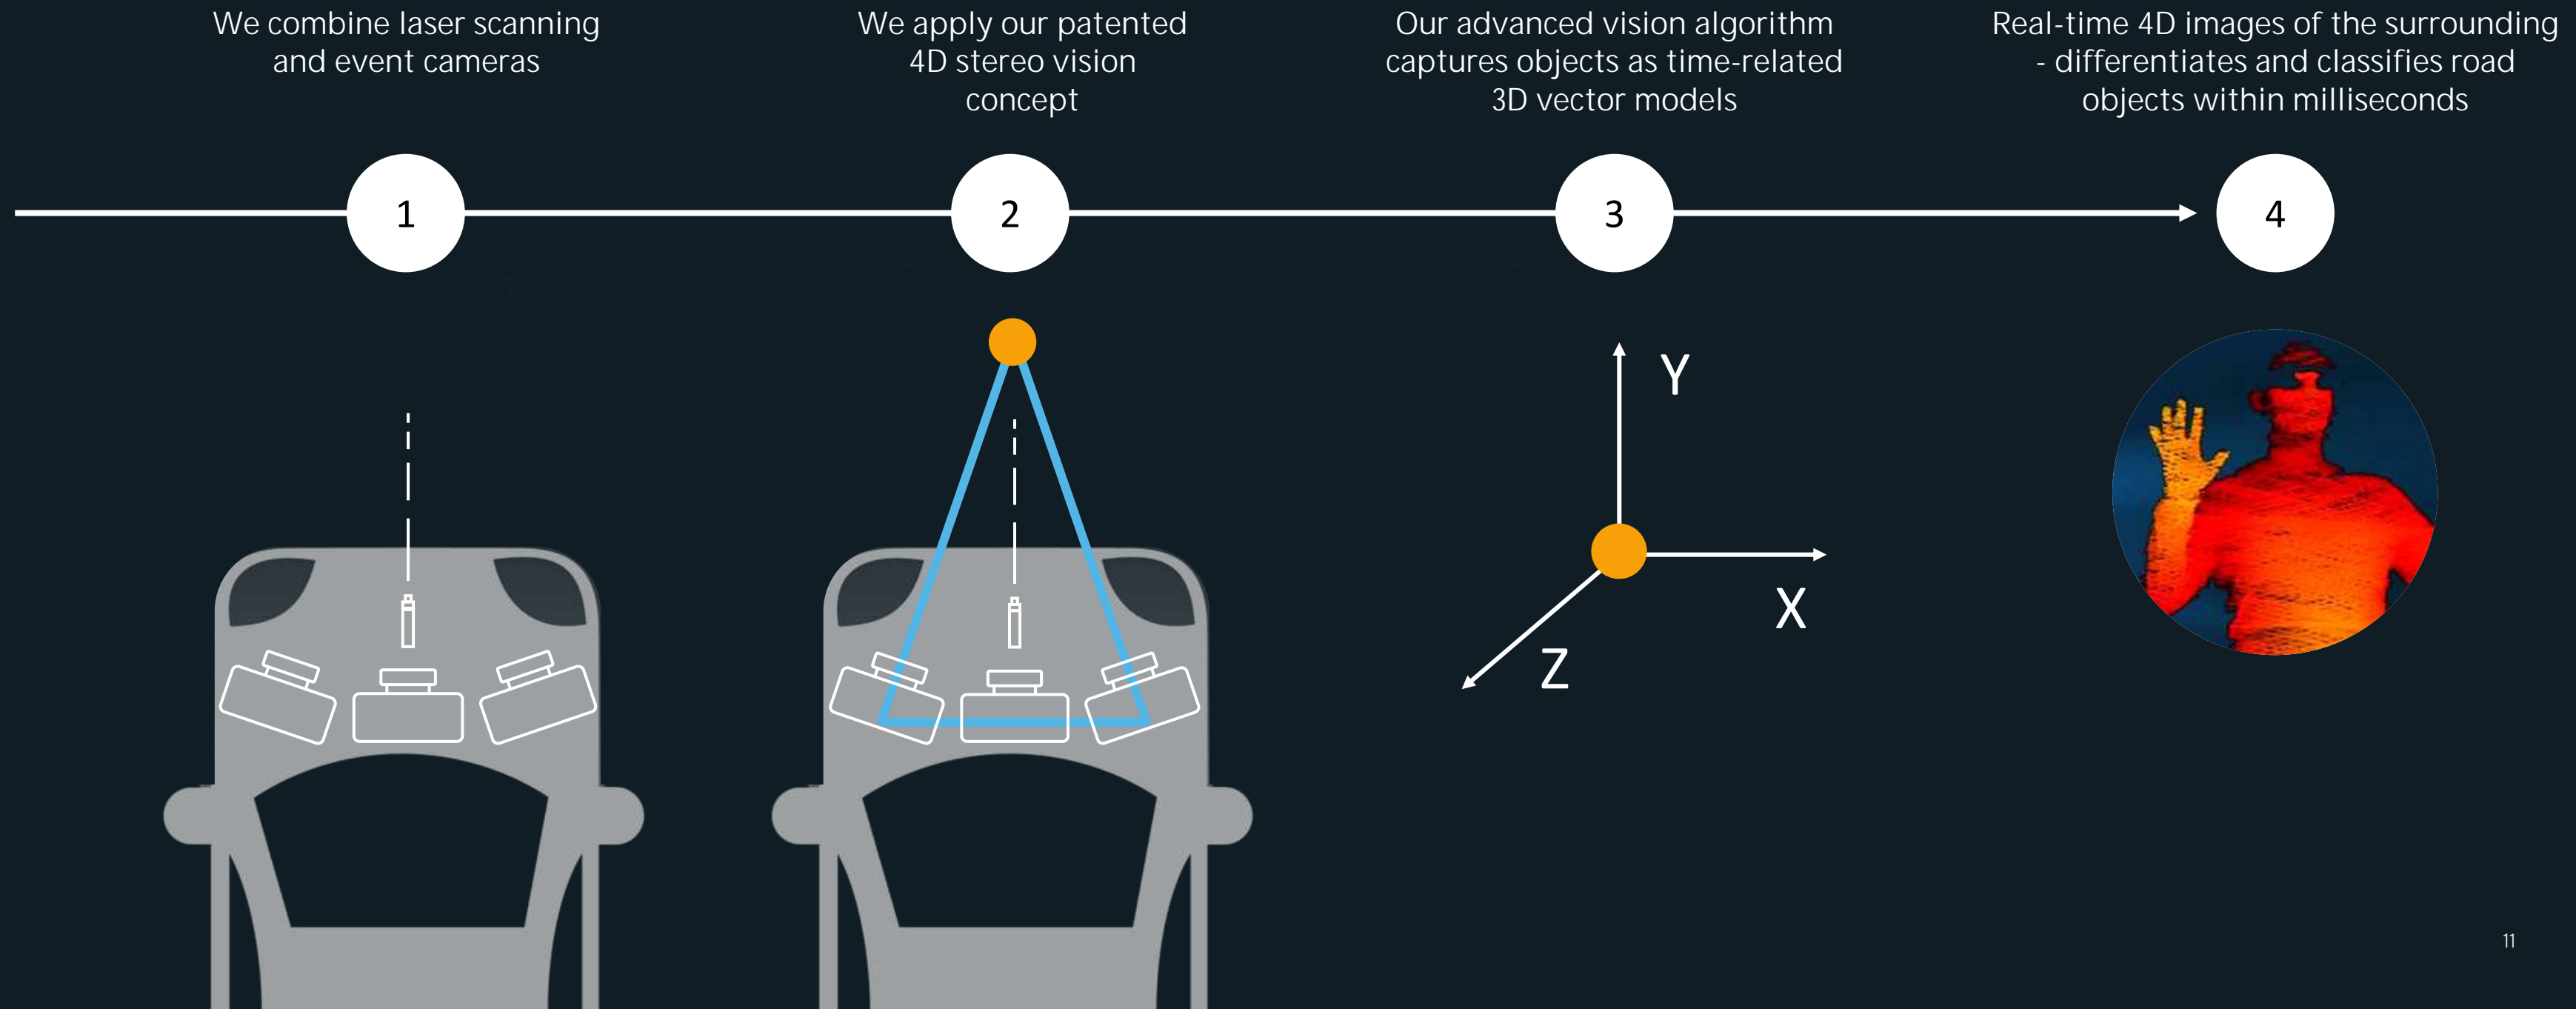 We combine laser scanning
and event cameras
We apply our patented
4D stereo vision
concept
Our advanced vision algorithm
captures objects as time-related
3D vector models
Real-time 4D images of the surrounding
- differentiates and classifies road
objects within milliseconds
1
2
3
4
Y
X
Z
11